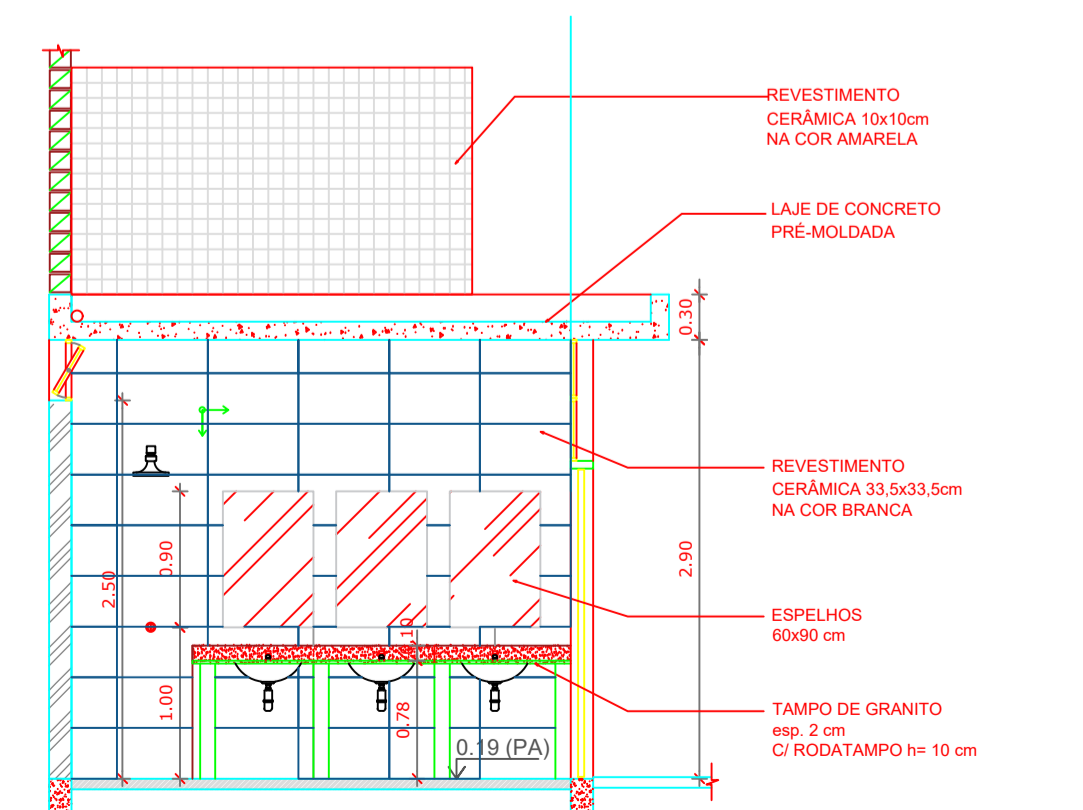 REVESTIMENTO
CERÂMICA 10x10cm
NA COR AMARELA
LAJE DE CONCRETO
PRÉ-MOLDADA
0.30
REVESTIMENTO
CERÂMICA 33,5x33,5cm
NA COR BRANCA
2.90
0.90
2.50
ESPELHOS
60x90 cm
0.10
1.00
0.78
TAMPO DE GRANITO
esp. 2 cm
C/ RODATAMPO h= 10 cm
0.19 (PA)